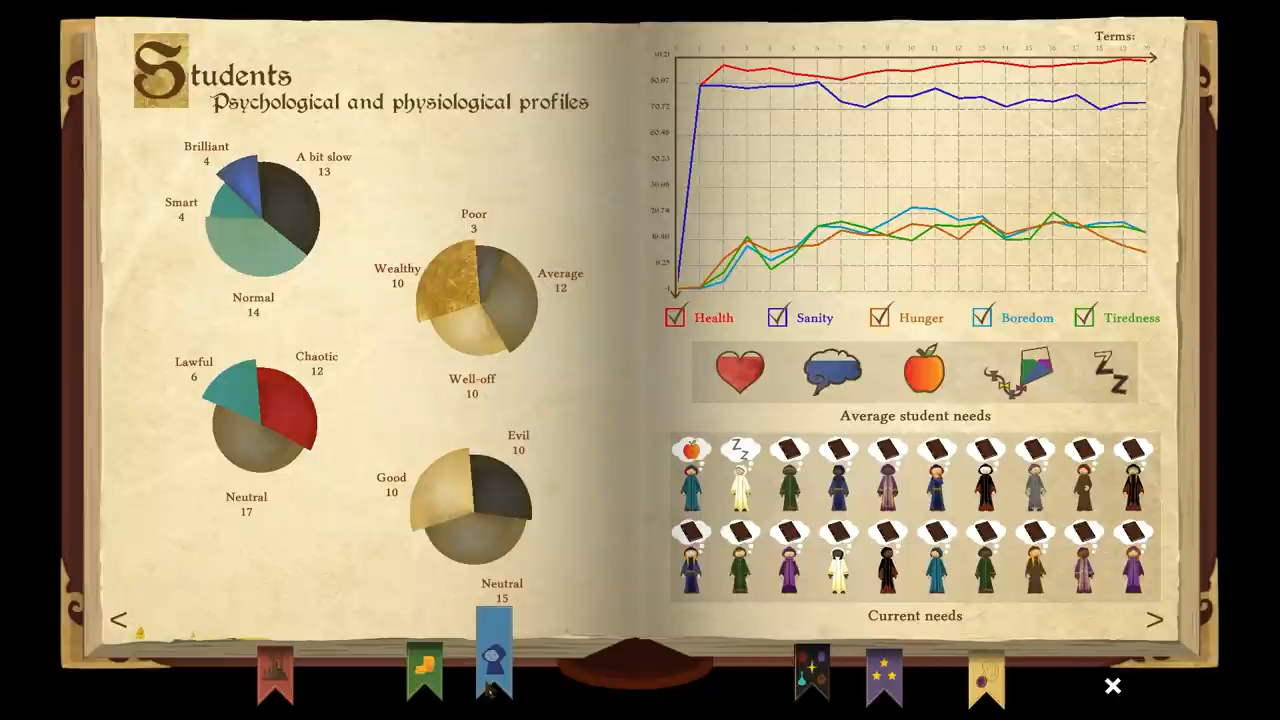 Students
Psychological and physiological profiles
Brilliant
4
A bit slow
13
Smart
4
Normal
14
Poor
3
Wealthy
10
Average
12
Well-off
10
Lawful
6
Chaotic
12
Neutral
17
Evil
10
Good
10
Neutral
15
<
Terms:
Health
Sanity
Hunger
Boredom
Tiredness
Z
Z
Average student needs
Z
Z
Current needs
>